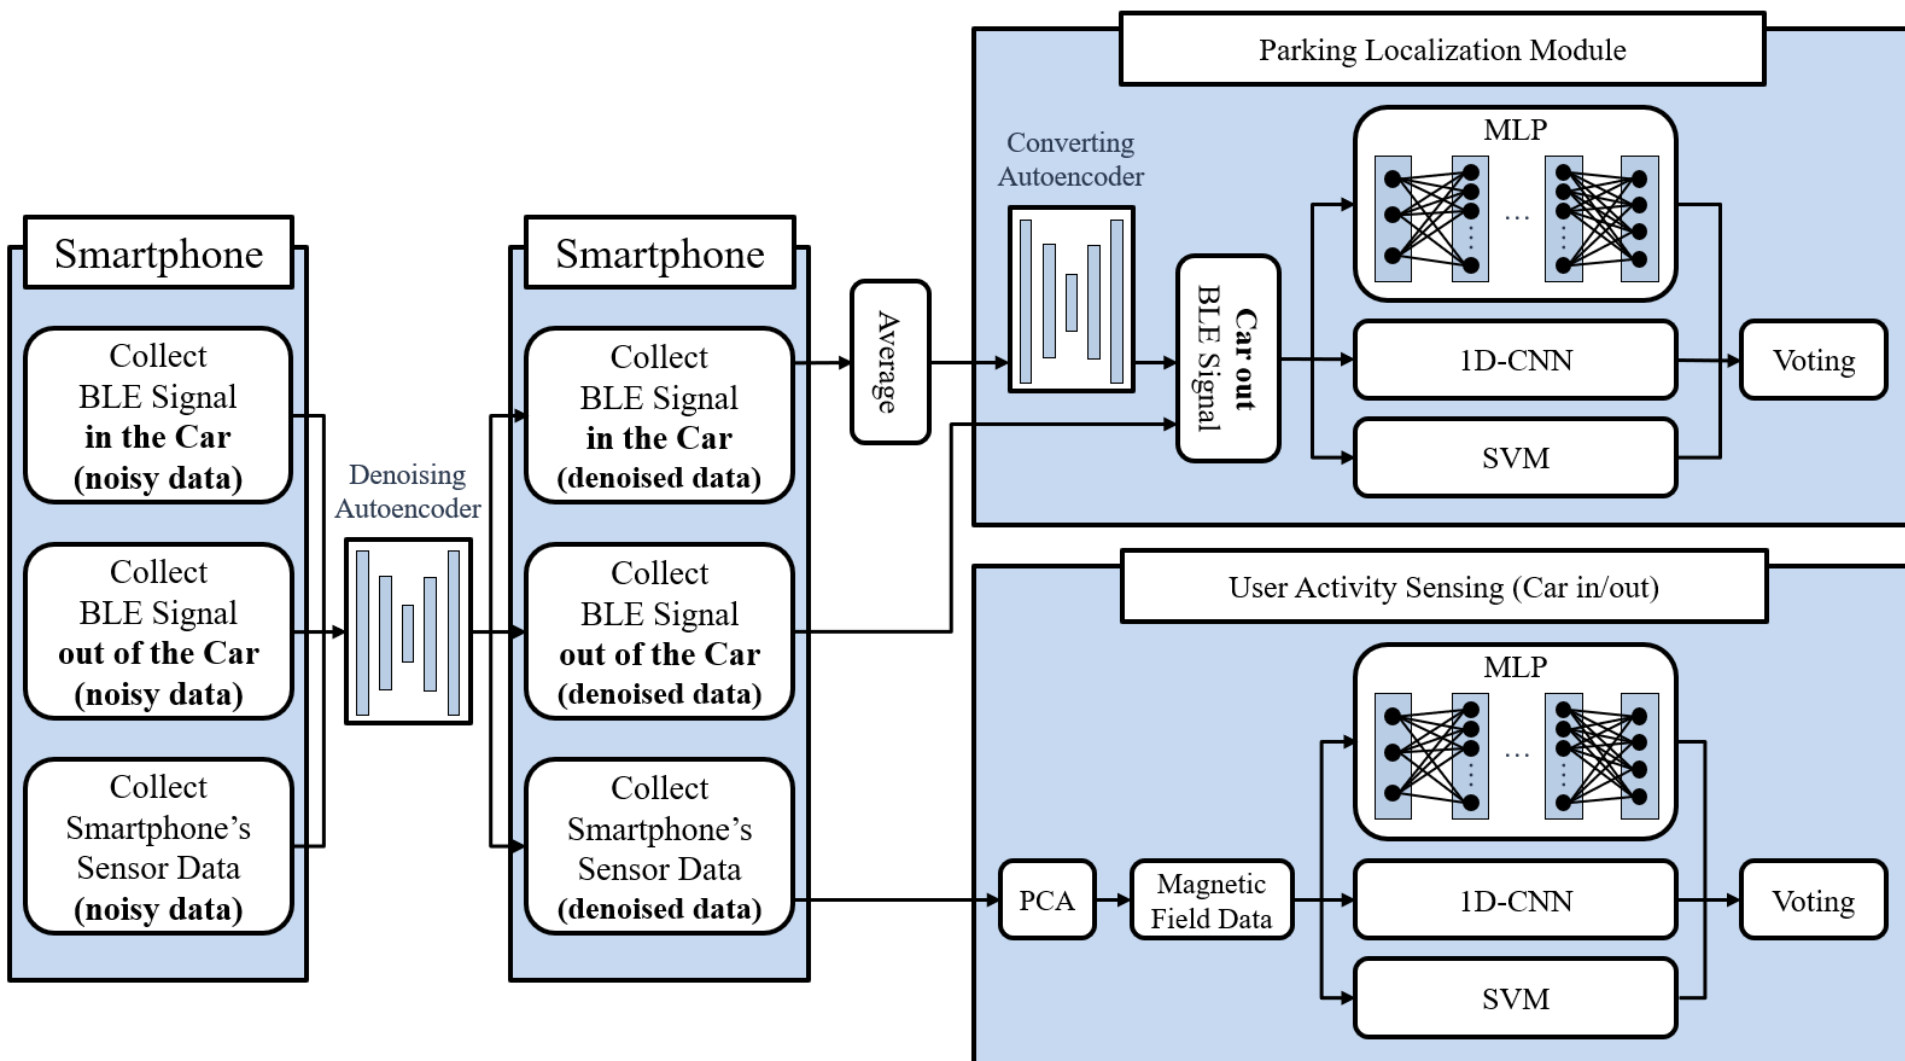 Smartphone
Collect
BLE Signal
in the Car
(noisy data)
Collect
BLE Signal
out of the Car
(noisy data)
Collect
Smartphone’s
Sensor Data
(noisy data)
Denoising
Autoencoder
Smartphone
Collect
BLE Signal
in the Car
(denoised data)
Collect
BLE Signal
out of the Car
(denoised data)
Collect
Smartphone’s
Sensor Data
(denoised data)
Average
Parking Localization Module
Converting
Autoencoder
Car out
BLE Signal
MLP
...
1D-CNN
SVM
Voting
User Activity Sensing (Car in/out)
PCA
Magnetic
Field Data
MLP
...
1D-CNN
SVM
Voting